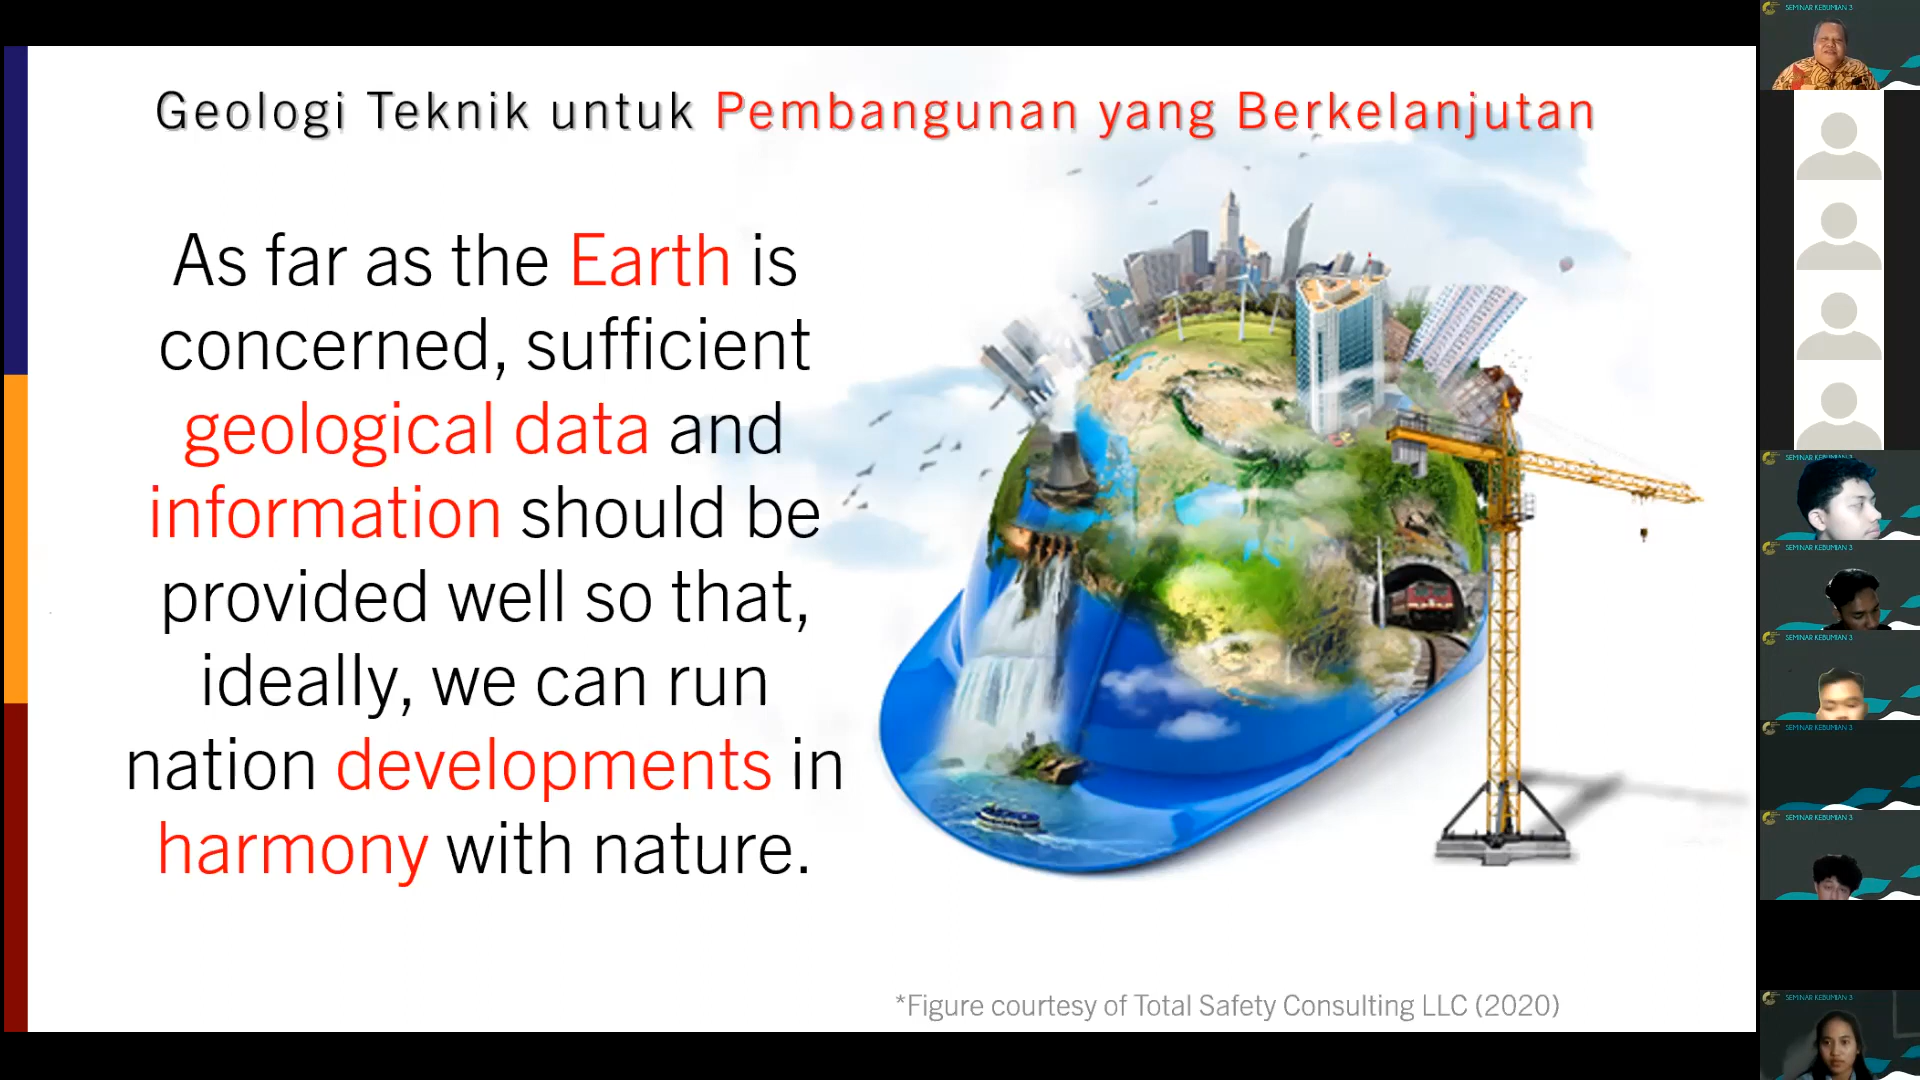 Geologi Teknik untuk Pembangunan yang Berkelanjutan
As far as the Earth is
concerned, sufficient
geological data and
information should be
provided well so that,
ideally, we can run
nation developments in
harmony with nature.
*Figure courtesy of Total Safety Consulting LLC (2020)
SEMINAR KEBUMIAN 3
SEMINAR KEBUMIAN 3
SEMINAR KEBUMIAN 3
SEMINAR KEBUMIAN 3
SEMINAR KEBUMIAN 3
SEMINAR KEBUMIAN 3
SEMINAR KEBUMIAN 3